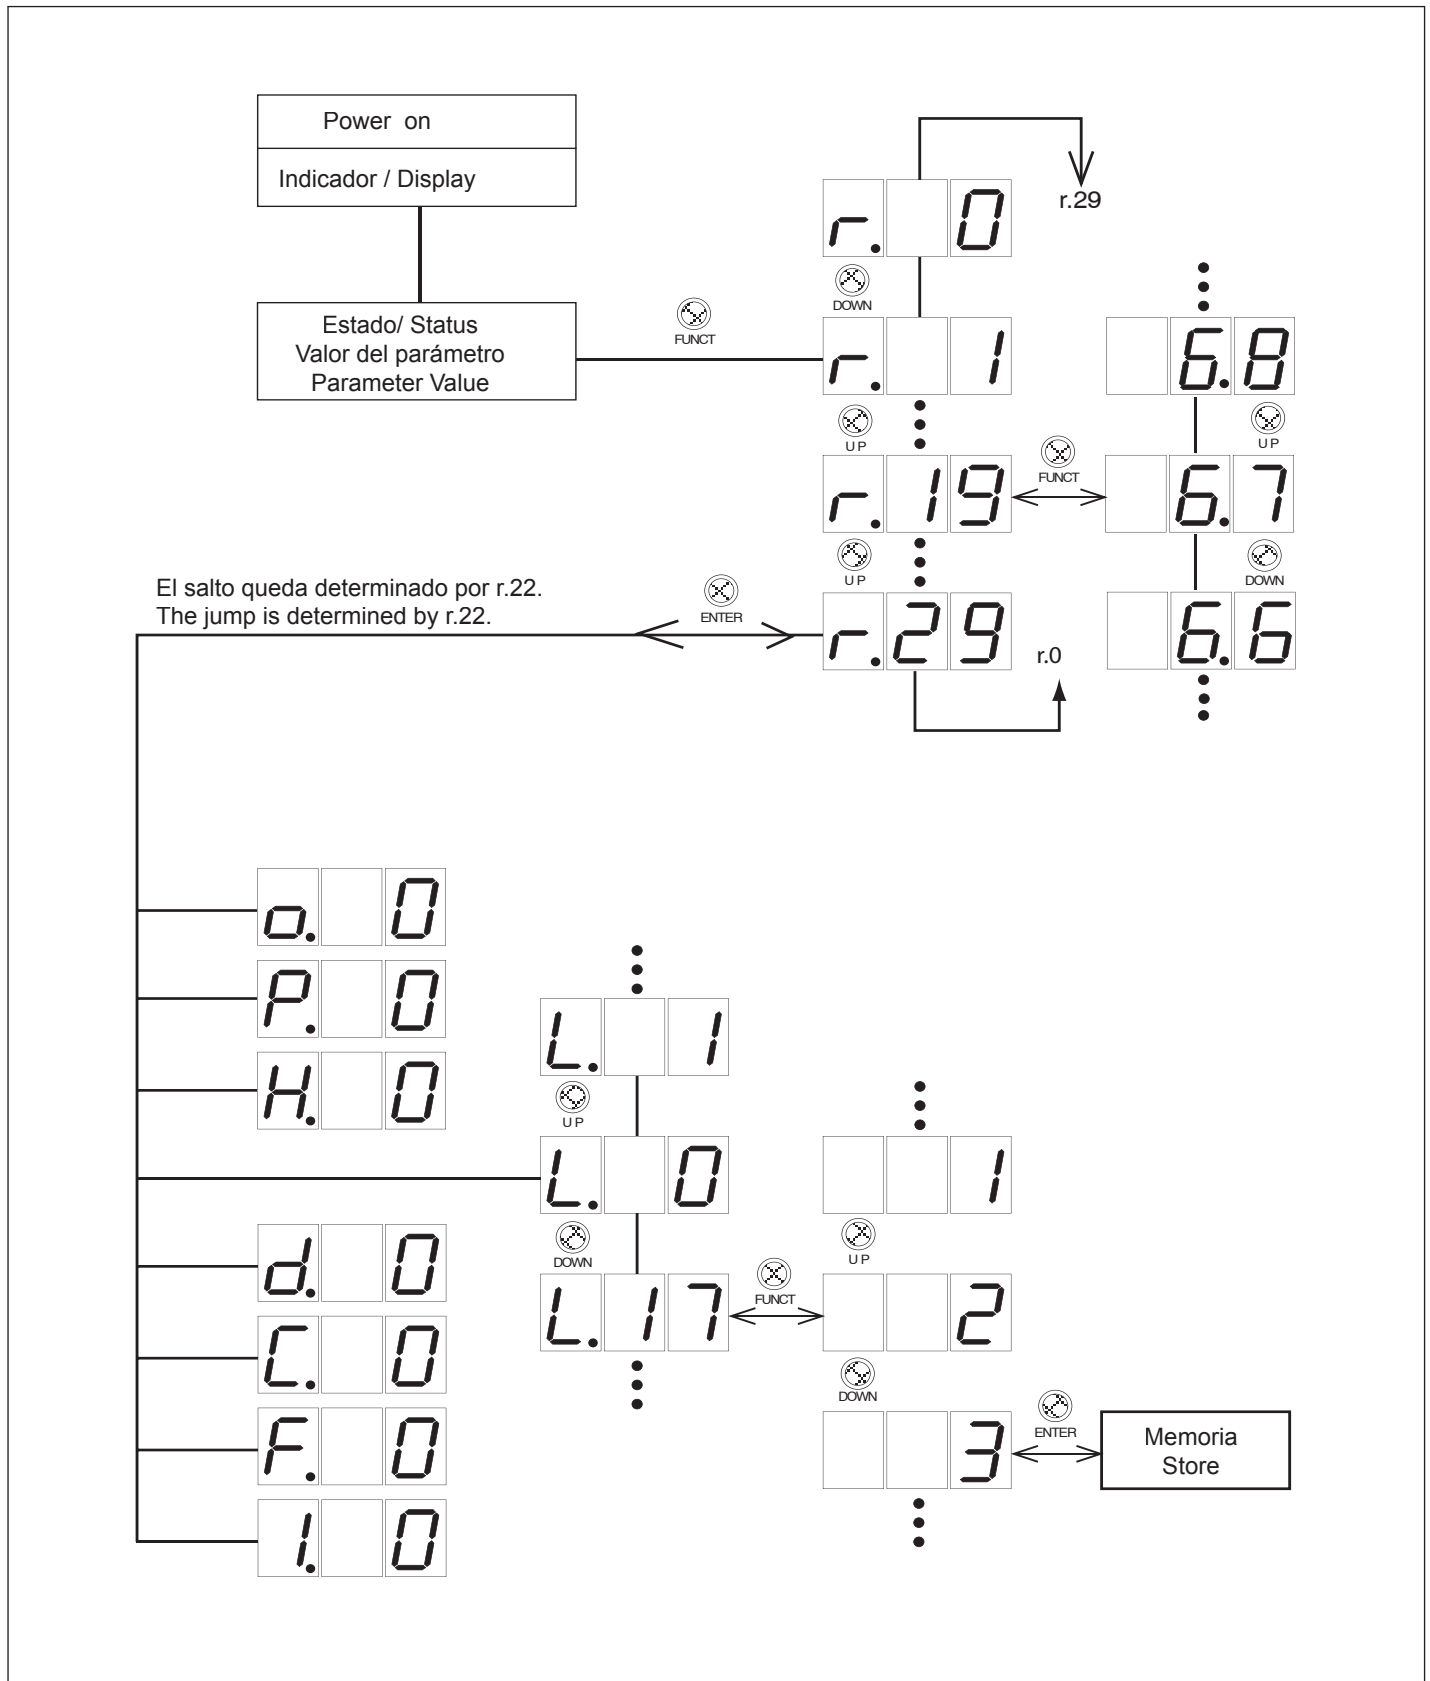 Power on
Indicador / Display
Estado/ Status
Valor del parámetro
Parameter Value
FUNCT
r. 0
r.29
DOWN
r. 1
UP
r.19
FUNCT
UP
r.29
r.0
6.8
UP
6.7
DOWN
6.6
El salto queda determinado por r.22.
The jump is determined by r.22.
ENTER
o. 0
P. 0
H. 0
d. 0
C. 0
F. 0
1. 0
L. 1
UP
L. 0
DOWN
L.17
FUNCT
1
UP
2
DOWN
3
ENTER
Memoria
Store